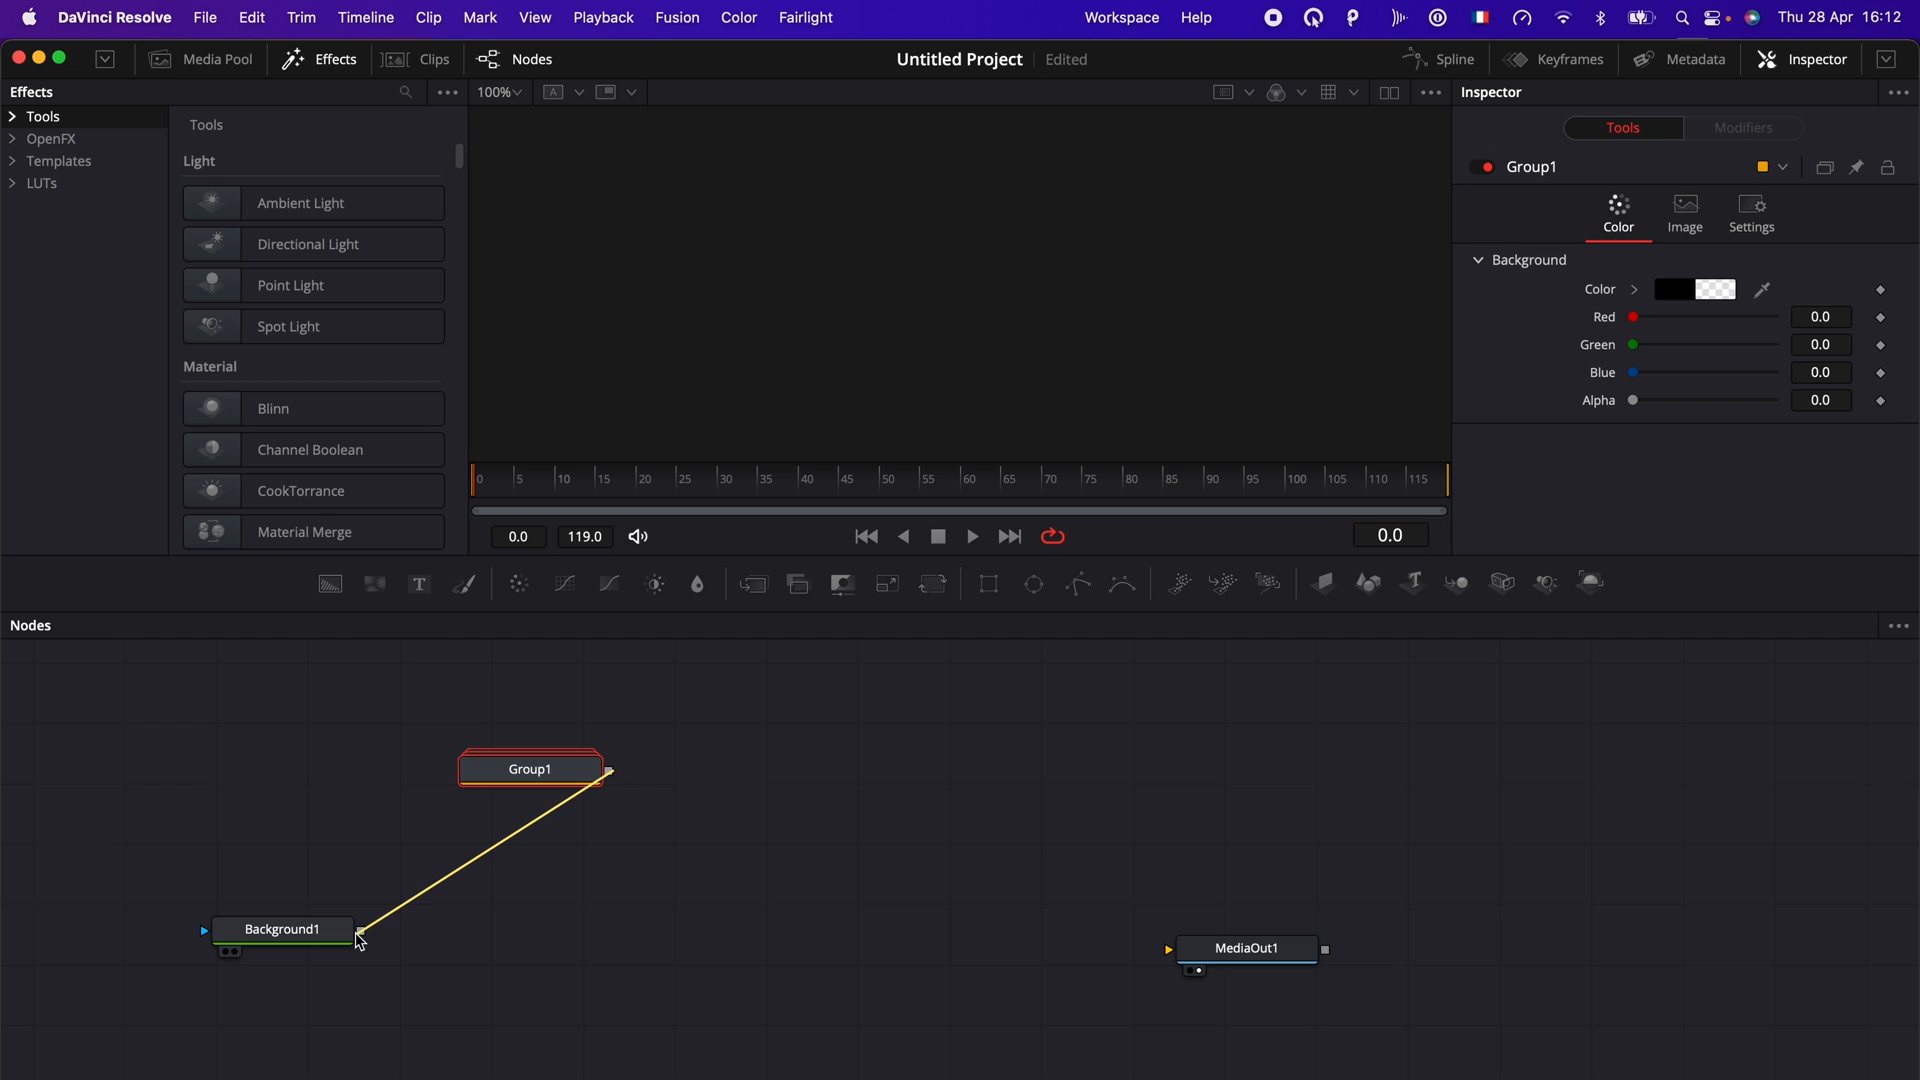 DaVinci Resolve File Edit Trim Timeline Clip Mark View Playback Fusion Color Fairlight Workspace Help Thu 28 Apr 16:12
Media Pool Effects Clips Nodes Untitled Project Edited Spline Keyframes Metadata Inspector
Effects 100% A Inspector
Tools
OpenFX
Templates
LUTs
Tools
Light
Ambient Light
Directional Light
Point Light
Spot Light
Material
Blinn
Channel Boolean
CookTorrance
Material Merge
0 5 10 15 20 25 30 35 40 45 50 55 60 65 70 75 80 85 90 95 100 105 110 115
0.0 119.0 0.0
Tools Modifiers
Group1
Color Image Settings
Background
Color
Red 0.0
Green 0.0
Blue 0.0
Alpha 0.0
T T
Nodes
Group1
Background1
MediaOut1